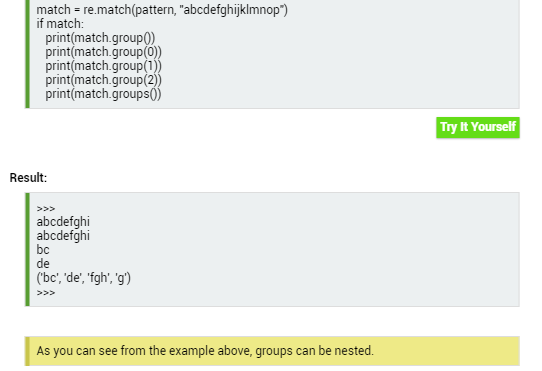 match = re.match(pattern, "abcdefghijklmnop")
if match:
   print(match.group())
   print(match.group(0))
   print(match.group(1))
   print(match.group(2))
   print(match.groups())
Try It Yourself
Result:
>>>
abcdefghi
abcdefghi
bc
de
('bc', 'de', 'fgh', 'g')
>>>
As you can see from the example above, groups can be nested.